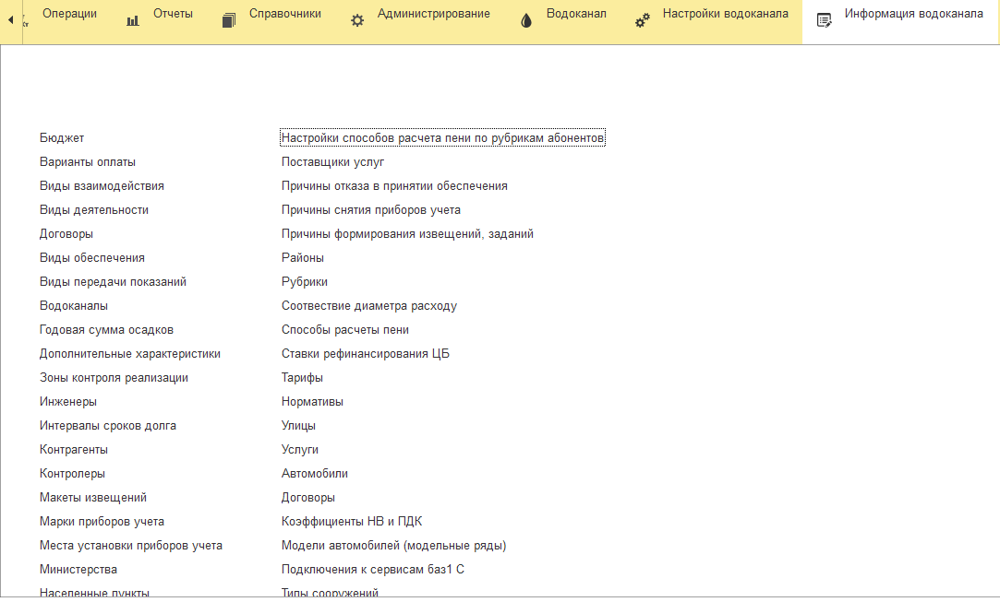 Операции
Отчеты
Справочники
Администрирование
Водоканал
Настройки водоканала
Информация водоканала
Бюджет
Варианты оплаты
Виды взаимодействия
Виды деятельности
Договоры
Виды обеспечения
Виды передачи показаний
Водоканалы
Годовая сумма осадков
Дополнительные характеристики
Зоны контроля реализации
Инженеры
Интервалы сроков долга
Контрагенты
Контролеры
Макеты извещений
Марки приборов учета
Места установки приборов учета
Министерства
Населенные пункты
Настройки способов расчета пени по рубрикам абонентов
Поставщики услуг
Причины отказа в принятии обеспечения
Причины снятия приборов учета
Причины формирования извещений, заданий
Районы
Рубрики
Соотвествие диаметра расходу
Способы расчеты пени
Ставки рефинансирования ЦБ
Тарифы
Нормативы
Улицы
Услуги
Автомобили
Договоры
Коэффициенты НВ и ПДК
Модели автомобилей (модельные ряды)
Подключения к сервисам баз1 С
Типы сооружений